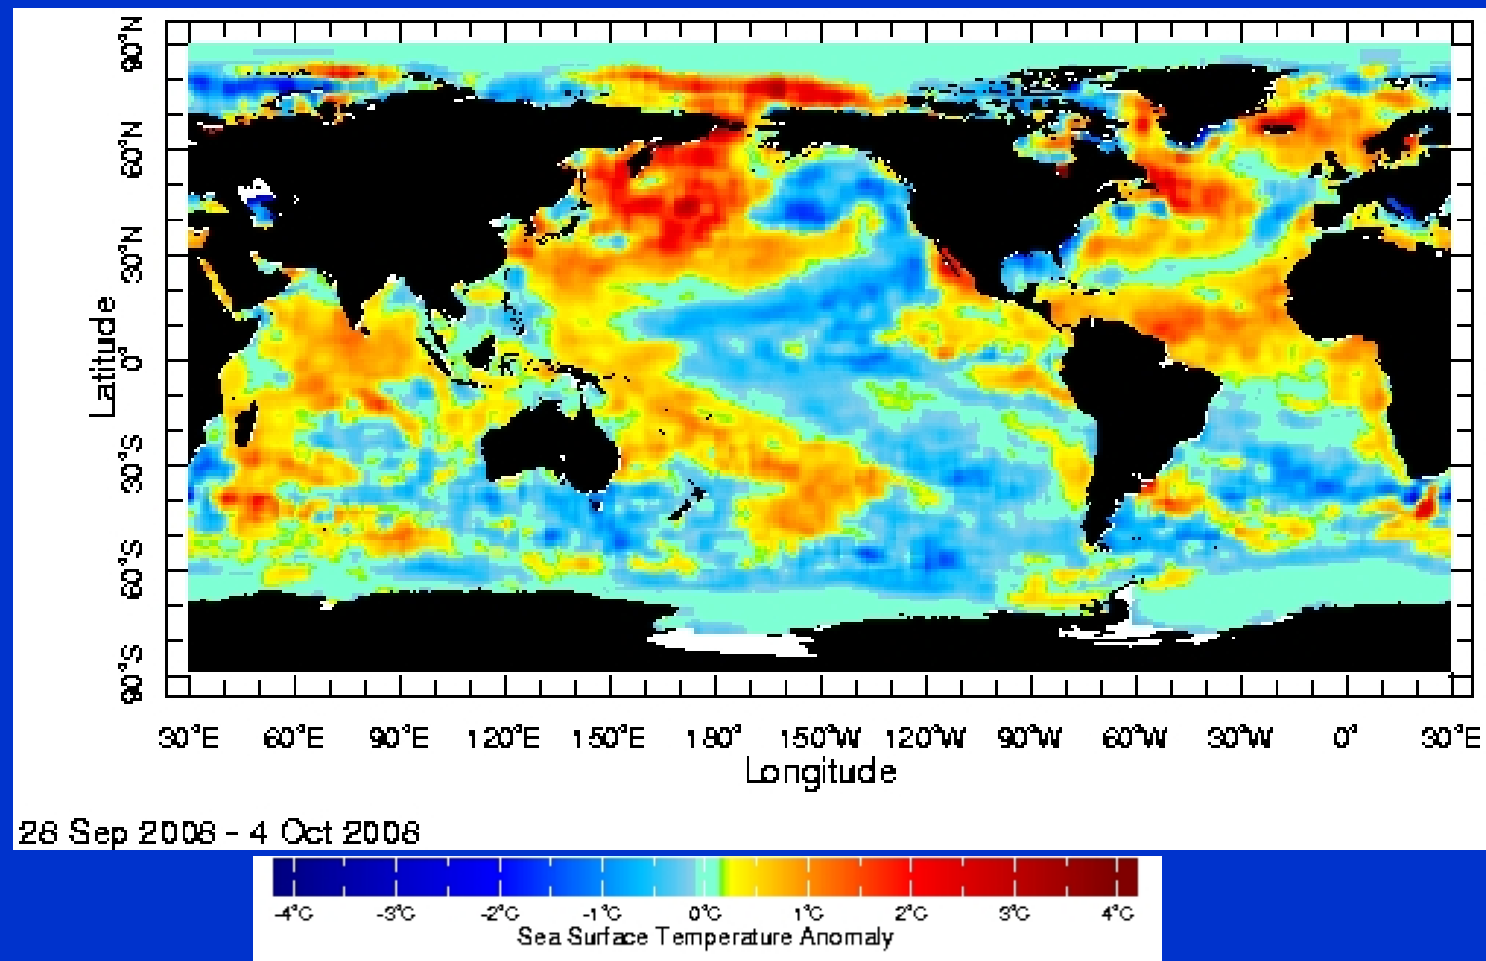 90°N
60°N
30°N
0°
30°S
60°S
90°S
Latitude
30°E 60°E 90°E 120°E 150°E 180° 150°W 120°W 90°W 60°W 30°W 0° 30°E
Longitude
28 Sep 2008 - 4 Oct 2008
-4°C -3°C -2°C -1°C 0°C 1°C 2°C 3°C 4°C
Sea Surface Temperature Anomaly